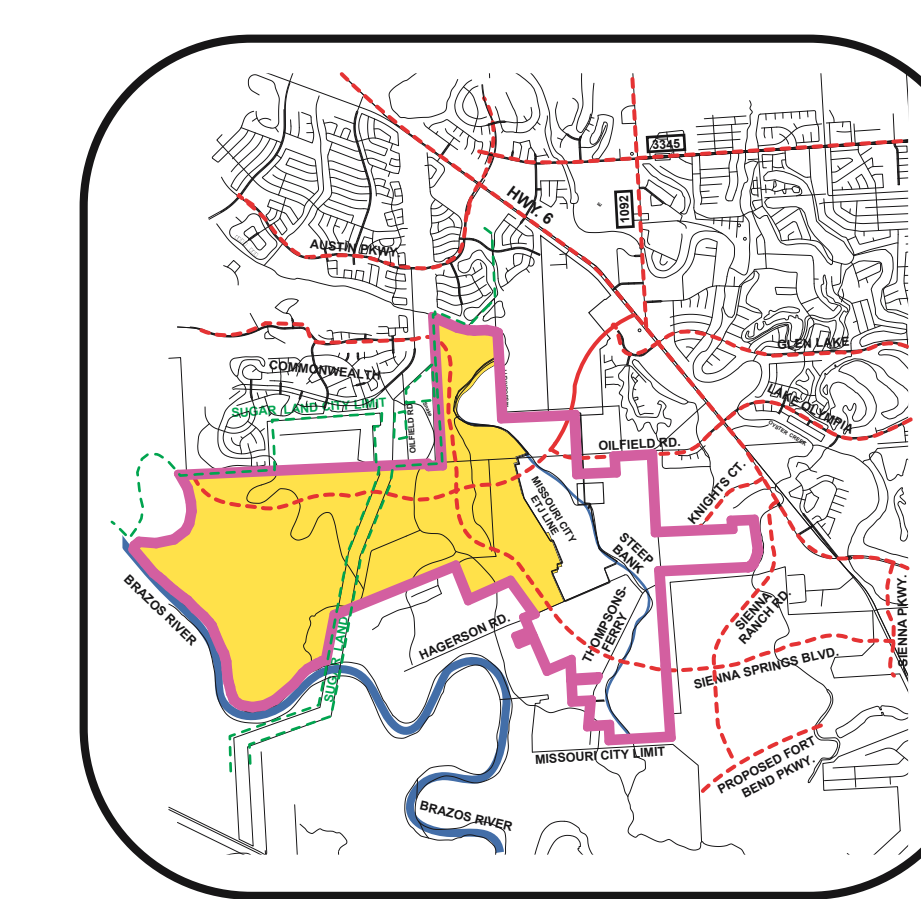 3345
HWY. 6
1092
AUSTIN PKWY.
GLEN LAKE
COMMONWEALTH
LAKE OLYMPIA
SUGAR LAND CITY LIMIT
OILFIELD RD.
OYSTER CREEK
OILFIELD RD.
KNIGHTS CT.
MISSOURI CITY
ETJ LINE
STEEP
BANK
BRAZOS RIVER
THOMPSONS-
FERRY
SIENNA
RANCH RD.
SIENNA PKWY.
HAGERSON RD.
SUGAR LAND
SIENNA SPRINGS BLVD.
MISSOURI CITY LIMIT
PROPOSED FORT
BEND PKWY.
BRAZOS RIVER